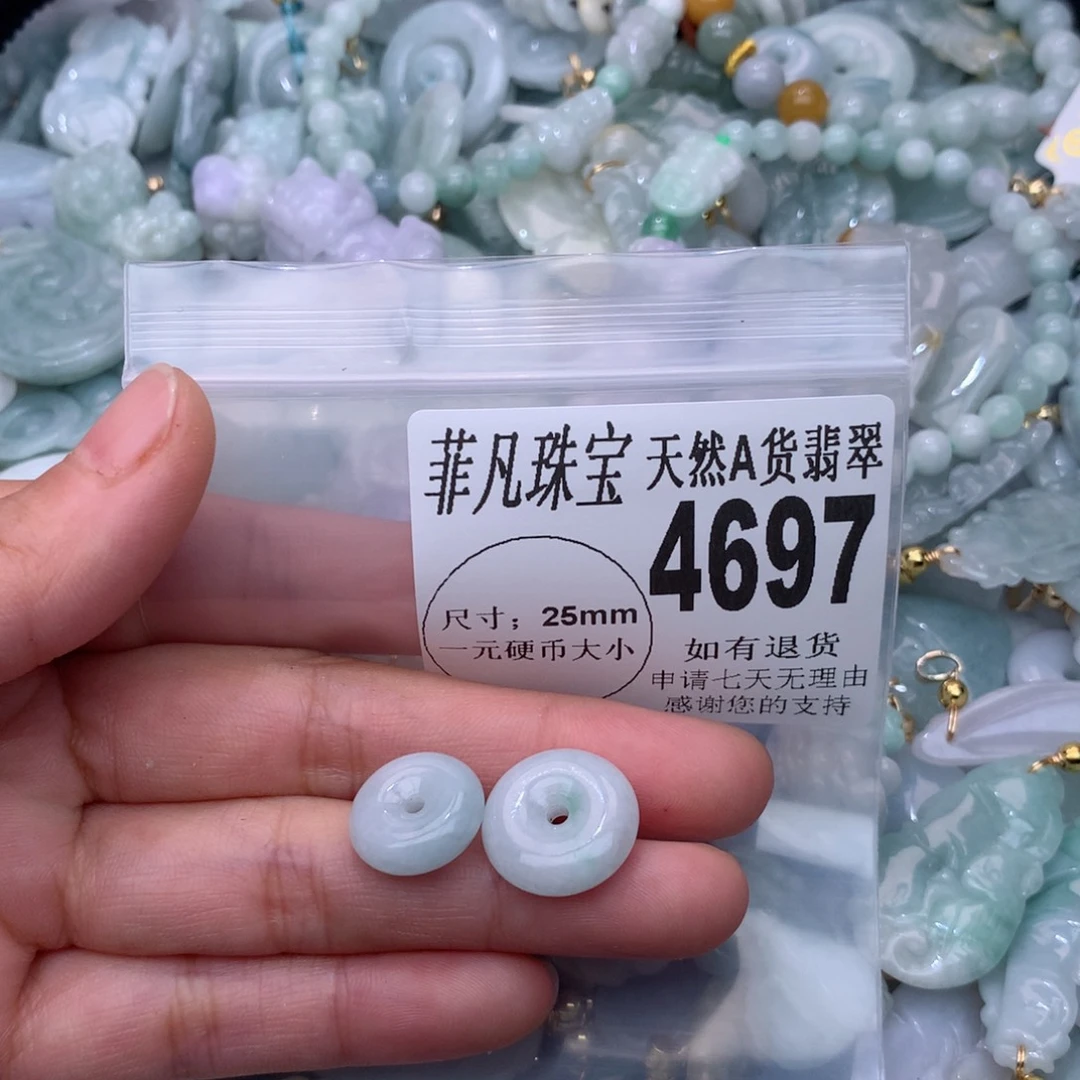 菲凡珠宝 天然A货翡翠
4697
尺寸；25mm
一元硬币大小
如有退货
申请七天无理由
感谢您的支持